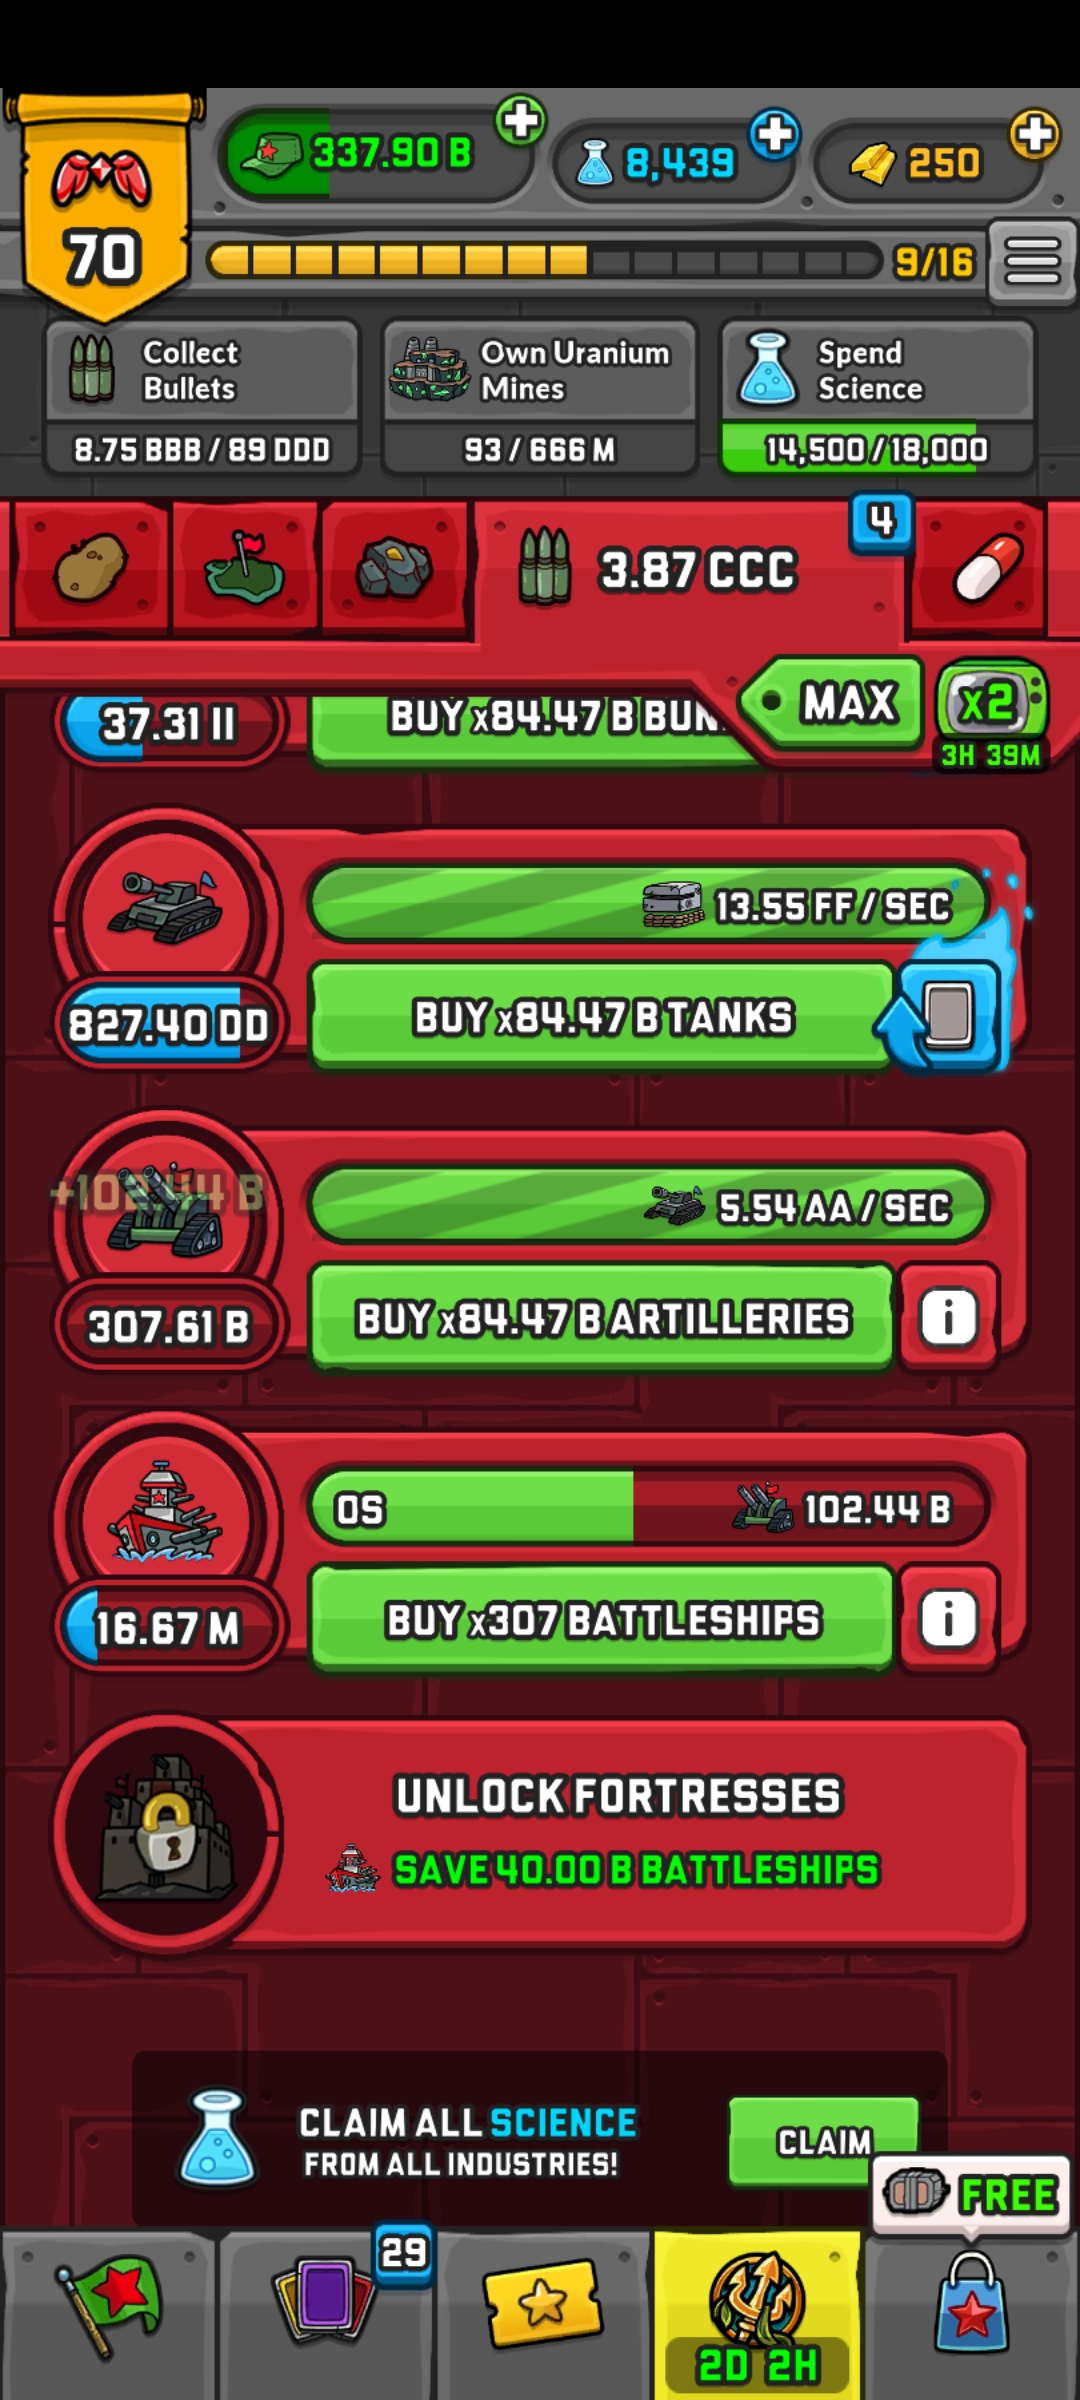 70
337.90 B
8,439
250
9/16
Collect
Bullets
8.75 BBB / 89 DDD
Own Uranium
Mines
93 / 666 M
Spend
Science
14,500/18,000
3.87 CCC
4
MAX
x2
3H 39M
37.31 II
BUY x84.47 B BUN
13.55 FF / SEC
827.40 DD
BUY x84.47 B TANKS
+102.44 B
5.54 AA / SEC
307.61 B
BUY x84.47 B ARTILLERIES
i
0S
102.44 B
16.67 M
BUY x307 BATTLESHIPS
i
UNLOCK FORTRESSES
SAVE 40.00 B BATTLESHIPS
CLAIM ALL SCIENCE
FROM ALL INDUSTRIES!
CLAIM
FREE
29
2D 2H